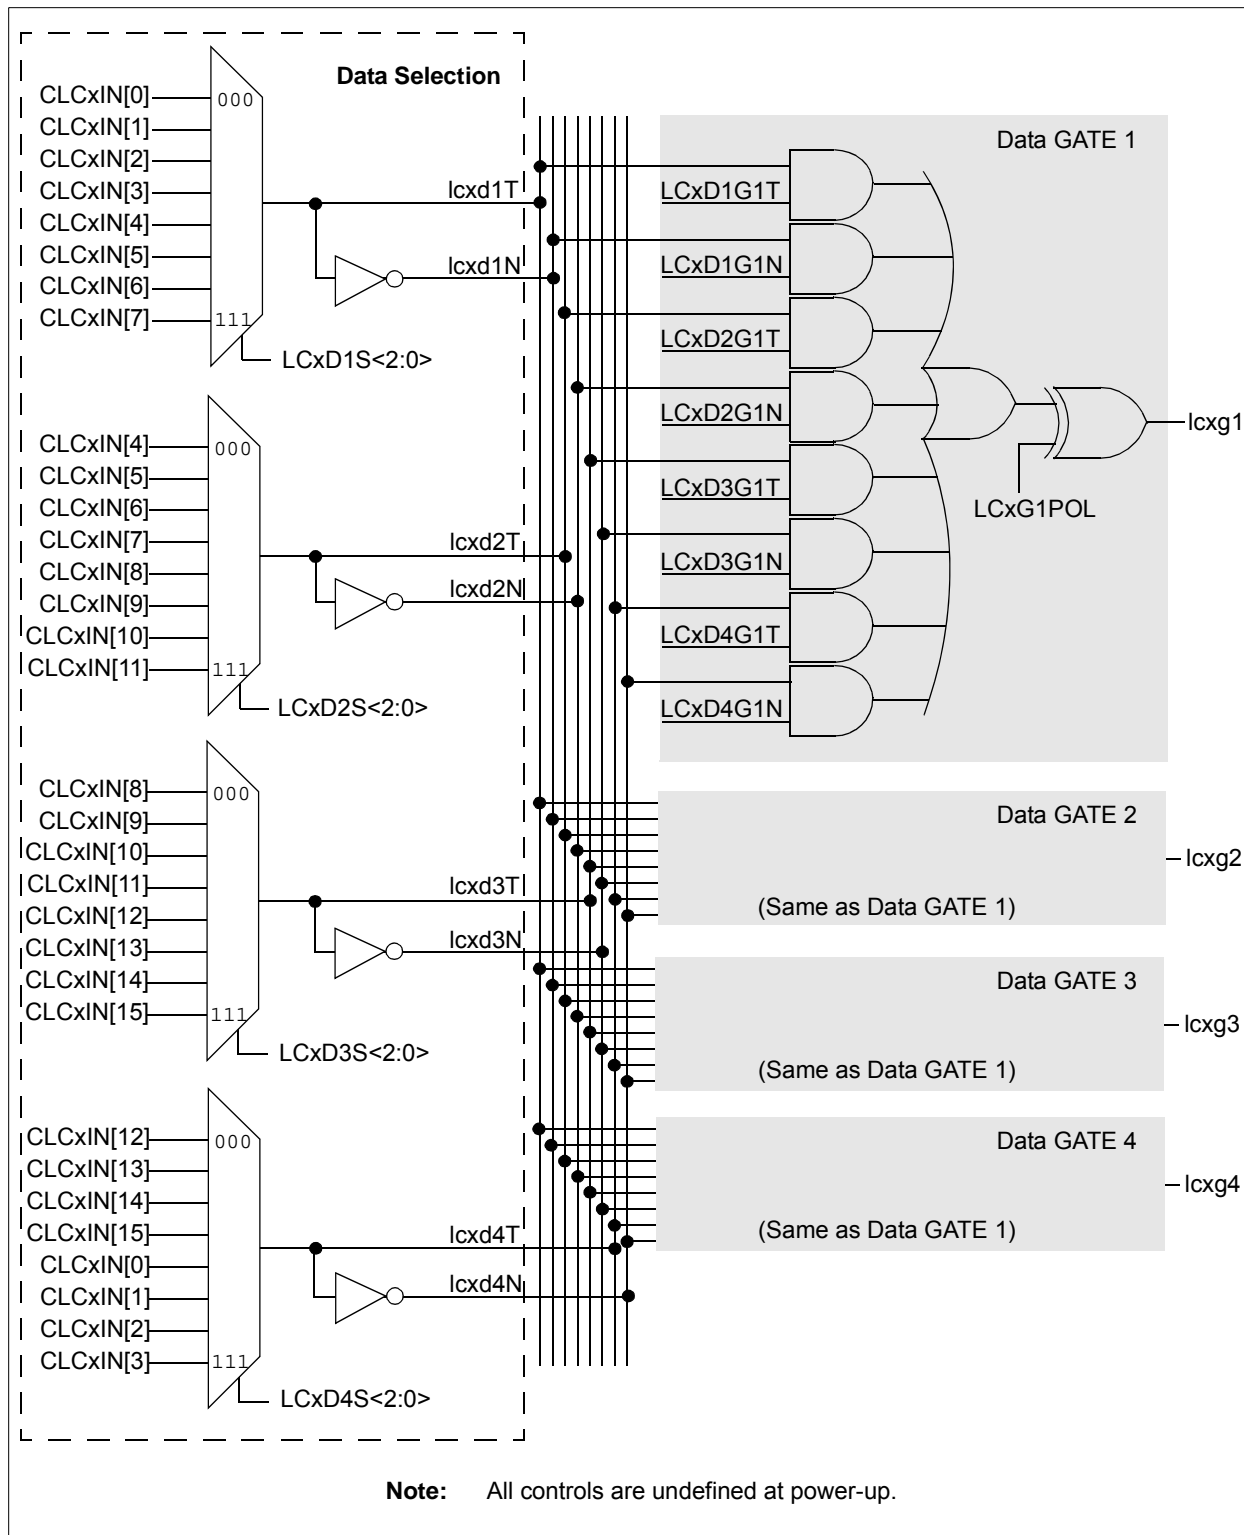 Data Selection
CLCxIN[0]
CLCxIN[1]
CLCxIN[2]
CLCxIN[3]
CLCxIN[4]
CLCxIN[5]
CLCxIN[6]
CLCxIN[7]
000
111
LCxD1S<2:0>
lcxd1T
lcxd1N
CLCxIN[4]
CLCxIN[5]
CLCxIN[6]
CLCxIN[7]
CLCxIN[8]
CLCxIN[9]
CLCxIN[10]
CLCxIN[11]
000
111
LCxD2S<2:0>
lcxd2T
lcxd2N
CLCxIN[8]
CLCxIN[9]
CLCxIN[10]
CLCxIN[11]
CLCxIN[12]
CLCxIN[13]
CLCxIN[14]
CLCxIN[15]
000
111
LCxD3S<2:0>
lcxd3T
lcxd3N
CLCxIN[12]
CLCxIN[13]
CLCxIN[14]
CLCxIN[15]
CLCxIN[0]
CLCxIN[1]
CLCxIN[2]
CLCxIN[3]
000
111
LCxD4S<2:0>
lcxd4T
lcxd4N
Data GATE 1
LCxD1G1T
LCxD1G1N
LCxD2G1T
LCxD2G1N
LCxD3G1T
LCxD3G1N
LCxD4G1T
LCxD4G1N
LCxG1POL
lcxg1
Data GATE 2
(Same as Data GATE 1)
lcxg2
Data GATE 3
(Same as Data GATE 1)
lcxg3
Data GATE 4
(Same as Data GATE 1)
lcxg4
Note: All controls are undefined at power-up.